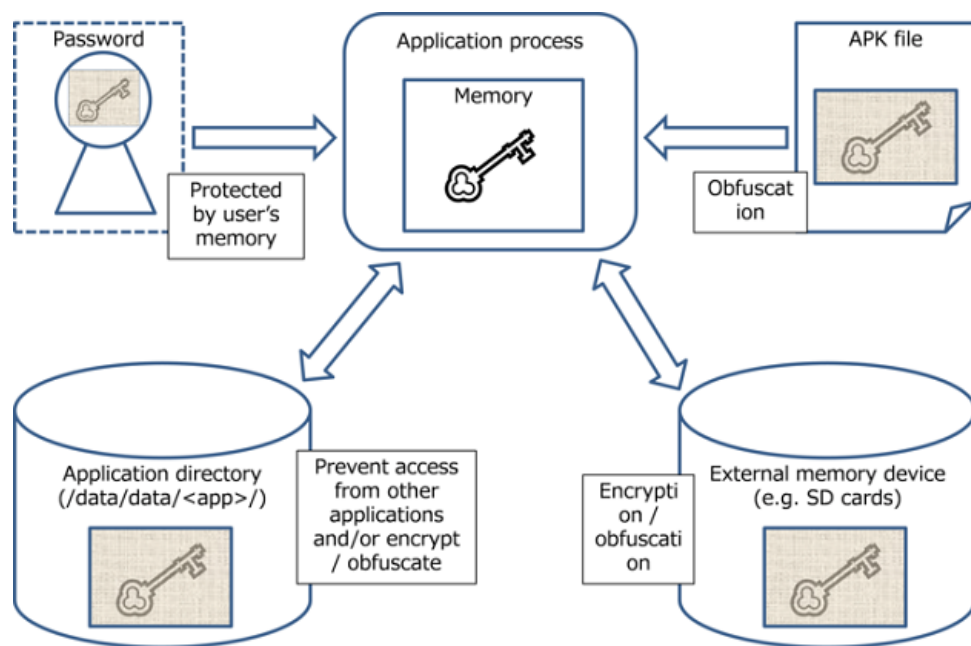 Password
Application process
APK file
Memory
Protected
by user's
memory
Obfuscat
ion
Application directory
(/data/data/<app>/)
Prevent access
from other
applications
and/or encrypt
/ obfuscate
Encrypti
on /
obfuscati
on
External memory device
(e.g. SD cards)